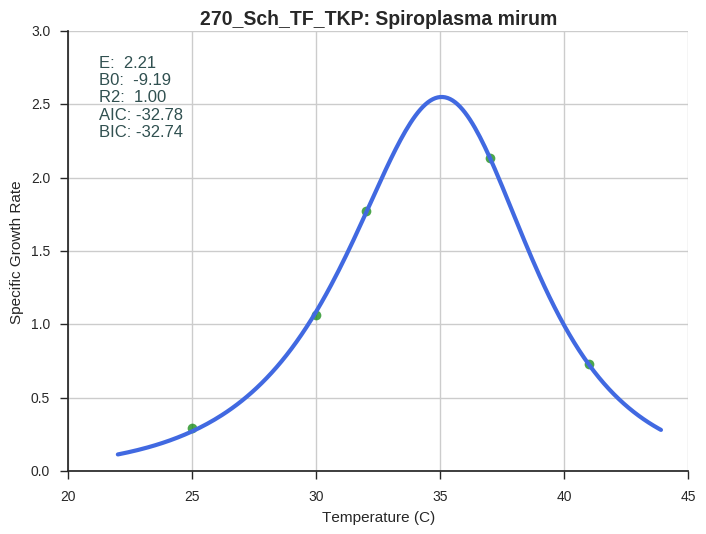 270_Sch_TF_TKP: Spiroplasma mirum
E:  2.21
B0:  -9.19
R2:  1.00
AIC: -32.78
BIC: -32.74
Specific Growth Rate
3.0
2.5
2.0
1.5
1.0
0.5
0.0
20 25 30 35 40 45
Temperature (C)